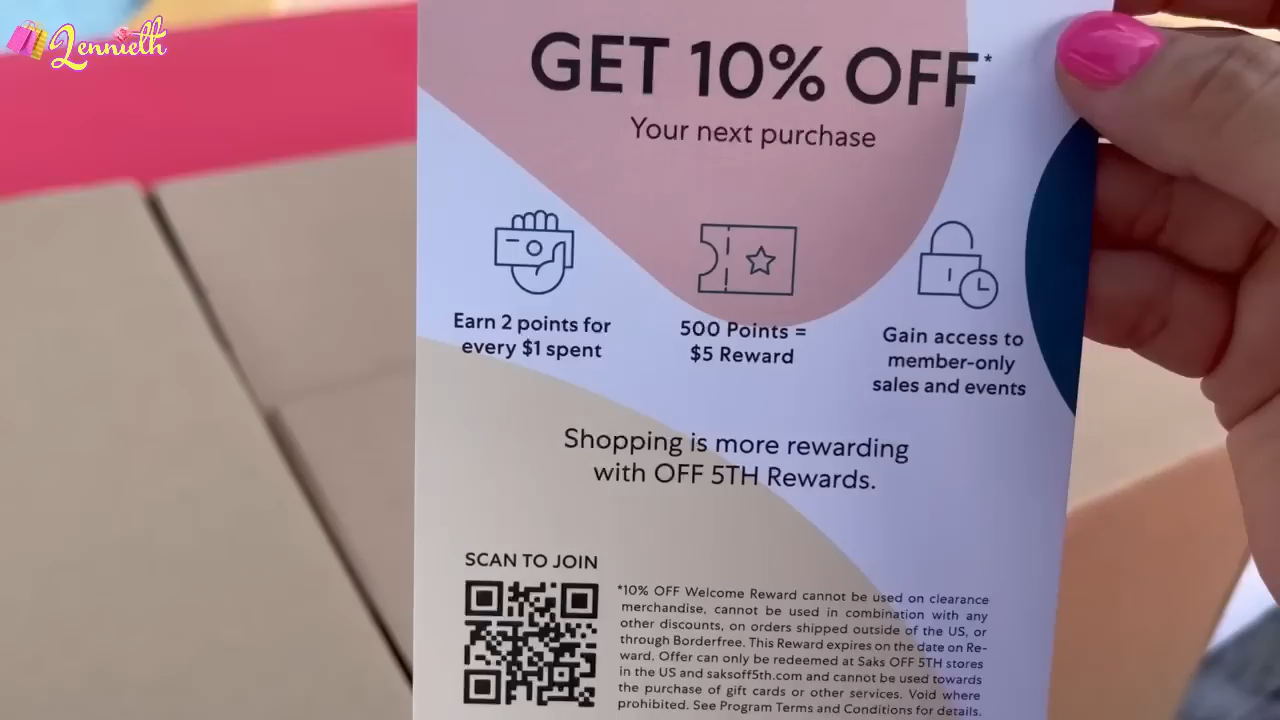 Lennieth
GET 10% OFF*
Your next purchase
Earn 2 points for
every $1 spent
500 Points =
$5 Reward
Gain access to
member-only
sales and events
Shopping is more rewarding
with OFF 5TH Rewards.
SCAN TO JOIN
*10% OFF Welcome Reward cannot be used on clearance
merchandise, cannot be used in combination with any
other discounts, on orders shipped outside of the US, or
through Borderfree. This Reward expires on the date on Re-
ward. Offer can only be redeemed at Saks OFF 5TH stores
in the US and saksoff5th.com and cannot be used towards
the purchase of gift cards or other services. Void where
prohibited. See Program Terms and Conditions for details.